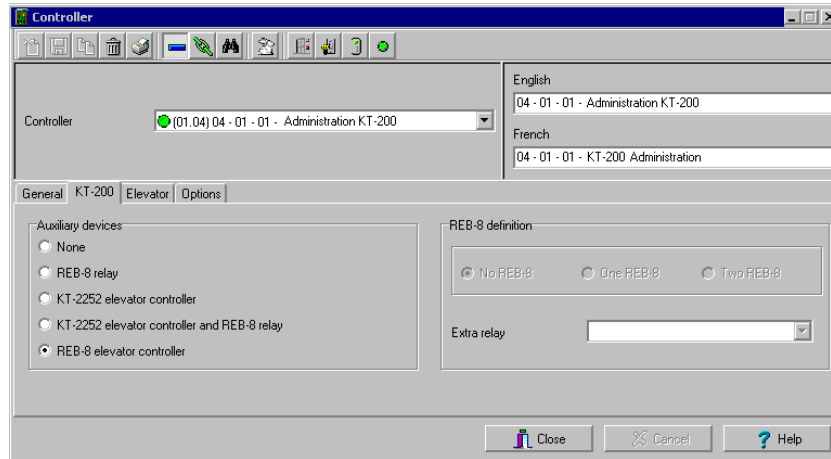 Controller
English
04 - 01 - 01 - Administration KT-200
Controller
(01.04) 04 - 01 - 01 - Administration KT-200
French
04 - 01 - 01 - KT-200 Administration
General KT-200 Elevator Options
Auxiliary devices
None
REB-8 relay
KT-2252 elevator controller
KT-2252 elevator controller and REB-8 relay
REB-8 elevator controller
REB-8 definition
No REB-8 One REB-8 Two REB-8
Extra relay
Close Cancel ? Help